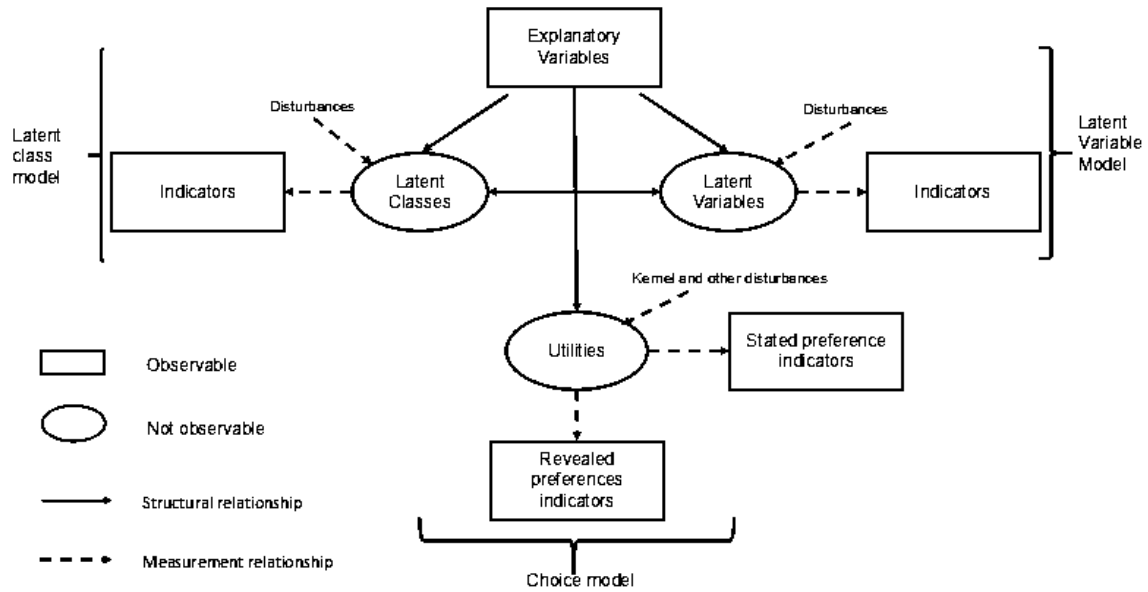 Explanatory
Variables
Disturbances
Disturbances
Latent
class
model
Indicators
Latent
Classes
Latent
Variables
Indicators
Latent
Variable
Model
Kernel and other disturbances
Utilities
Stated preference
indicators
Observable
Not observable
Revealed
preferences
indicators
Structural relationship
Measurement relationship
Choice model